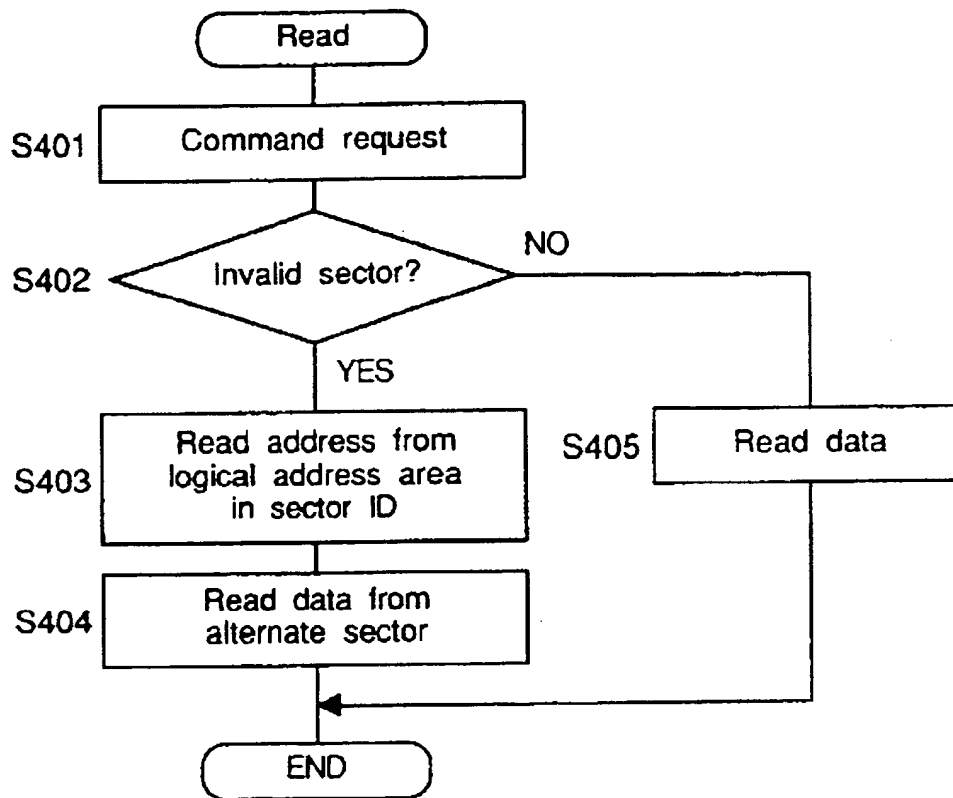 Read
S401
Command request
S402
Invalid sector?
NO
YES
S403
Read address from
logical address area
in sector ID
S405
Read data
S404
Read data from
alternate sector
END